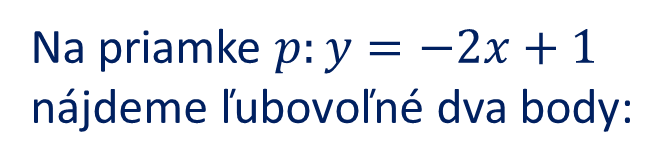 Na priamke p: y = −2x + 1
nájdeme ľubovoľné dva body: